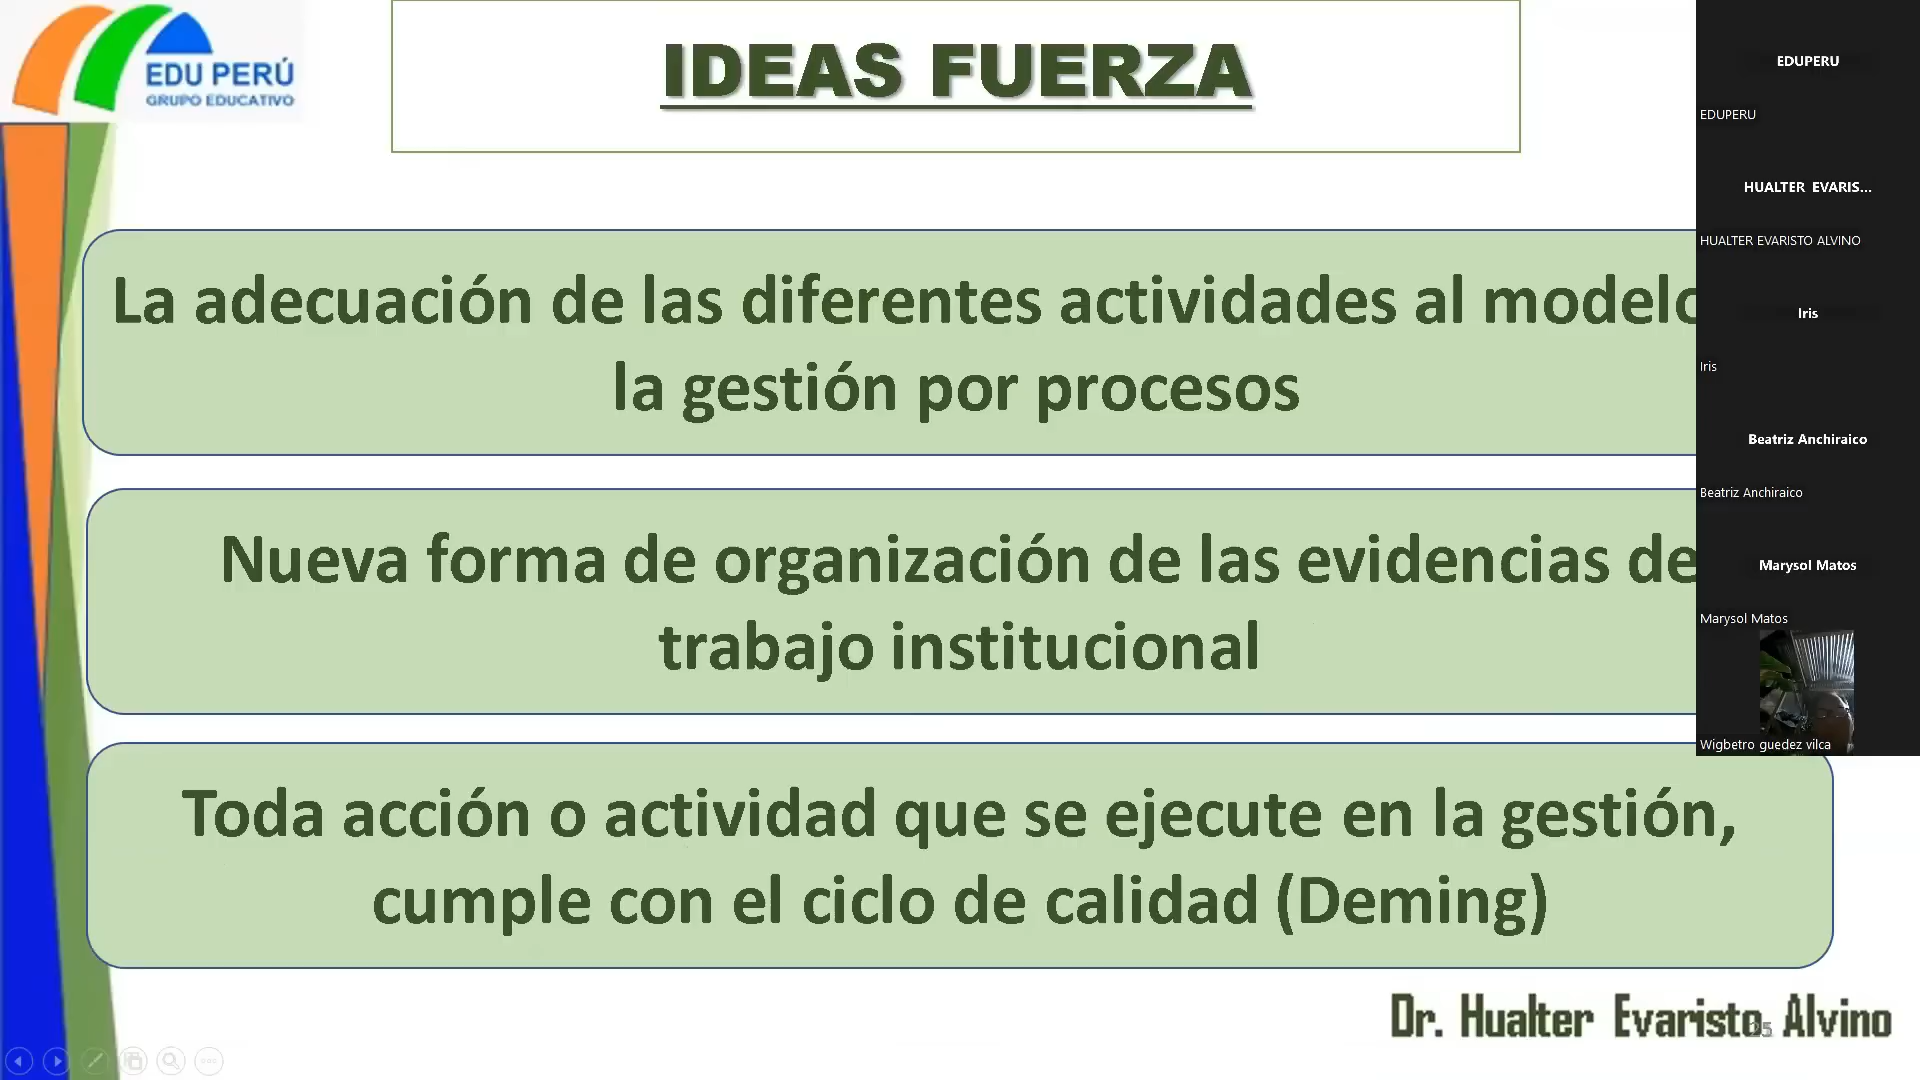 EDU PERÚ
GRUPO EDUCATIVO
IDEAS FUERZA
La adecuación de las diferentes actividades al modelo
la gestión por procesos
Nueva forma de organización de las evidencias de
trabajo institucional
Toda acción o actividad que se ejecute en la gestión,
cumple con el ciclo de calidad (Deming)
Dr. Hualter Evaristo Alvino
25
EDUPERU
EDUPERU
HUALTER EVARIS...
HUALTER EVARISTO ALVINO
Iris
Iris
Beatriz Anchiraico
Beatriz Anchiraico
Marysol Matos
Marysol Matos
Wigbetro guedez vilca